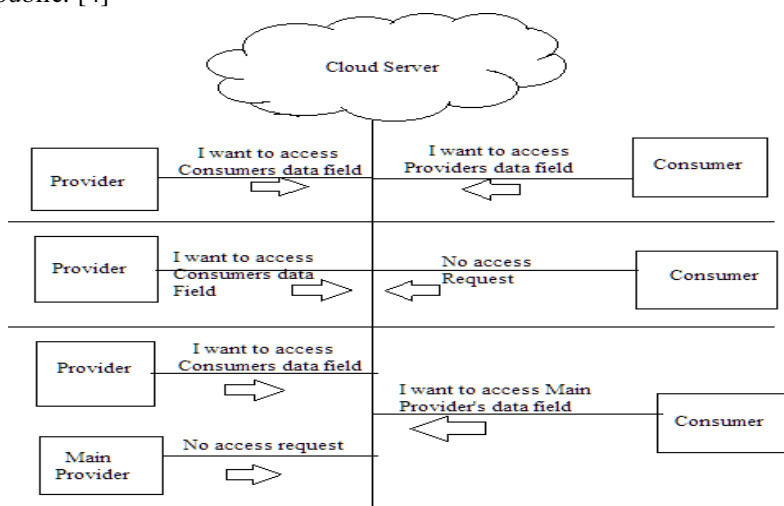 public. [4]
Cloud Server
Provider
I want to access
Consumers data field
I want to access
Providers data field
Consumer
Provider
I want to access
Consumers data
Field
No access
Request
Consumer
Provider
I want to access
Consumers data field
I want to access Main
Provider's data field
Consumer
Main
Provider
No access request